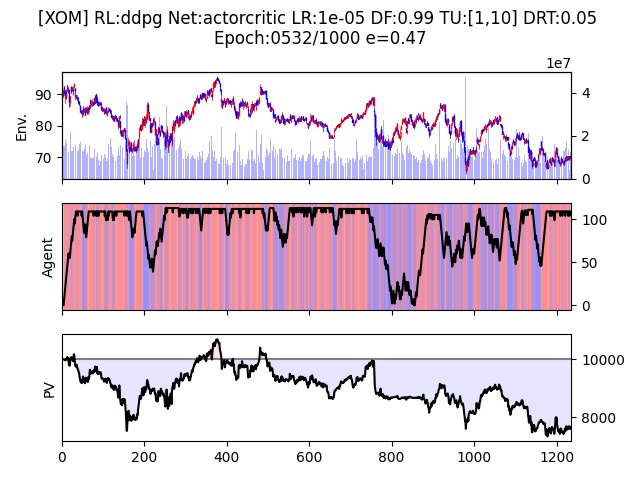 [XOM] RL:ddpg Net:actorcritic LR:1e-05 DF:0.99 TU:[1,10] DRT:0.05
Epoch:0532/1000 e=0.47
1e7
Env.
90
80
70
4
2
0
Agent
100
50
0
PV
10000
8000
0 200 400 600 800 1000 1200